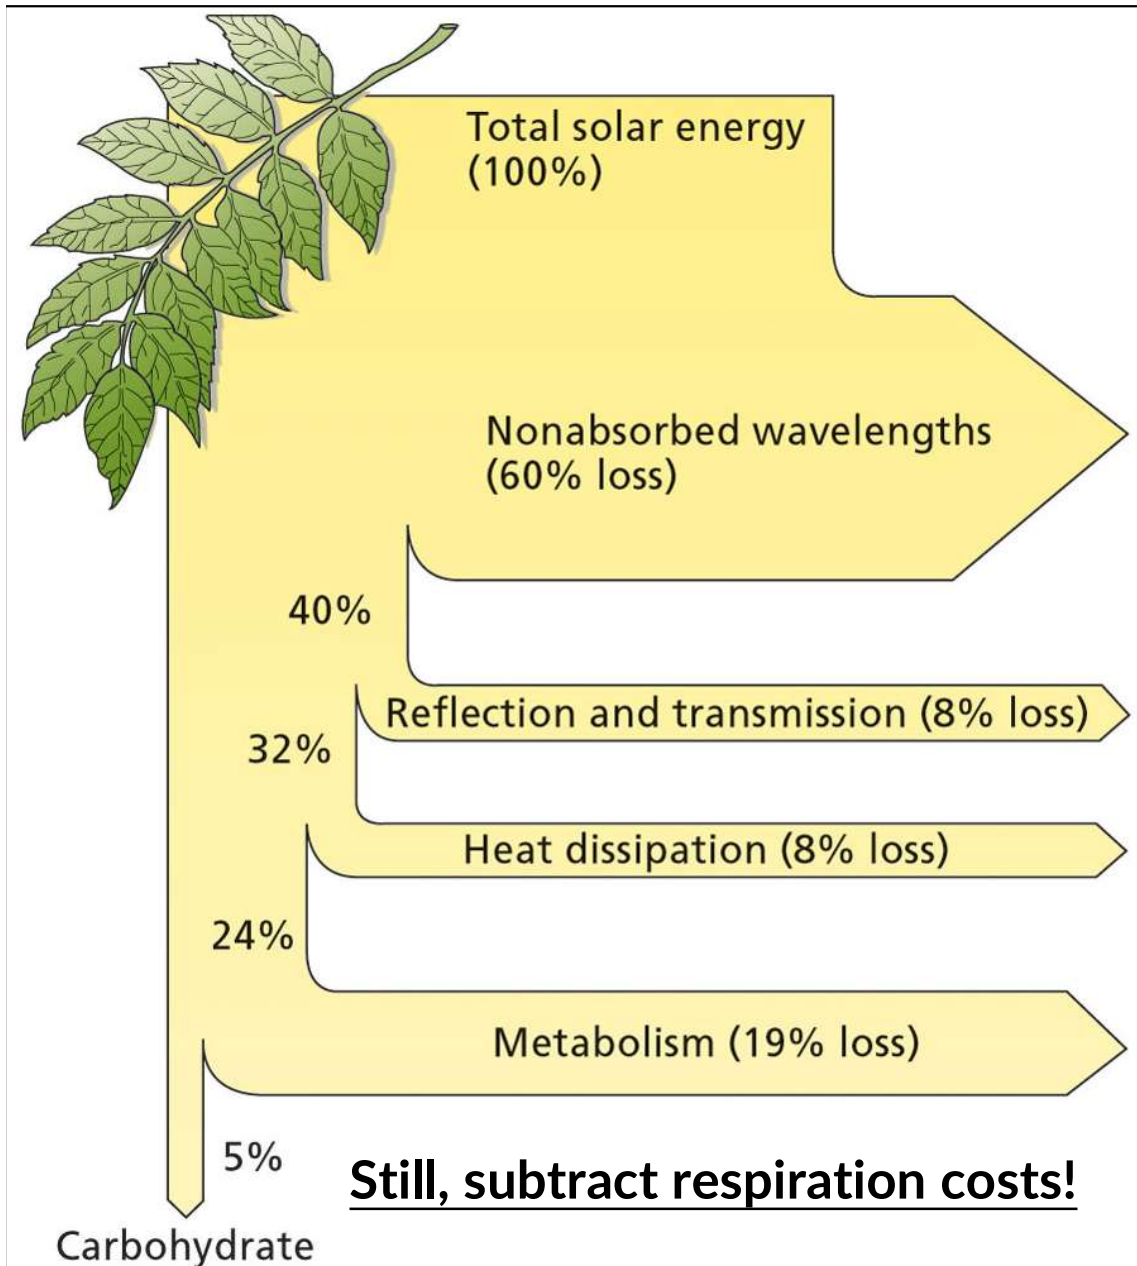 Total solar energy
(100%)
Nonabsorbed wavelengths
(60% loss)
40%
Reflection and transmission (8% loss)
32%
Heat dissipation (8% loss)
24%
Metabolism (19% loss)
5%
Still, subtract respiration costs!
Carbohydrate